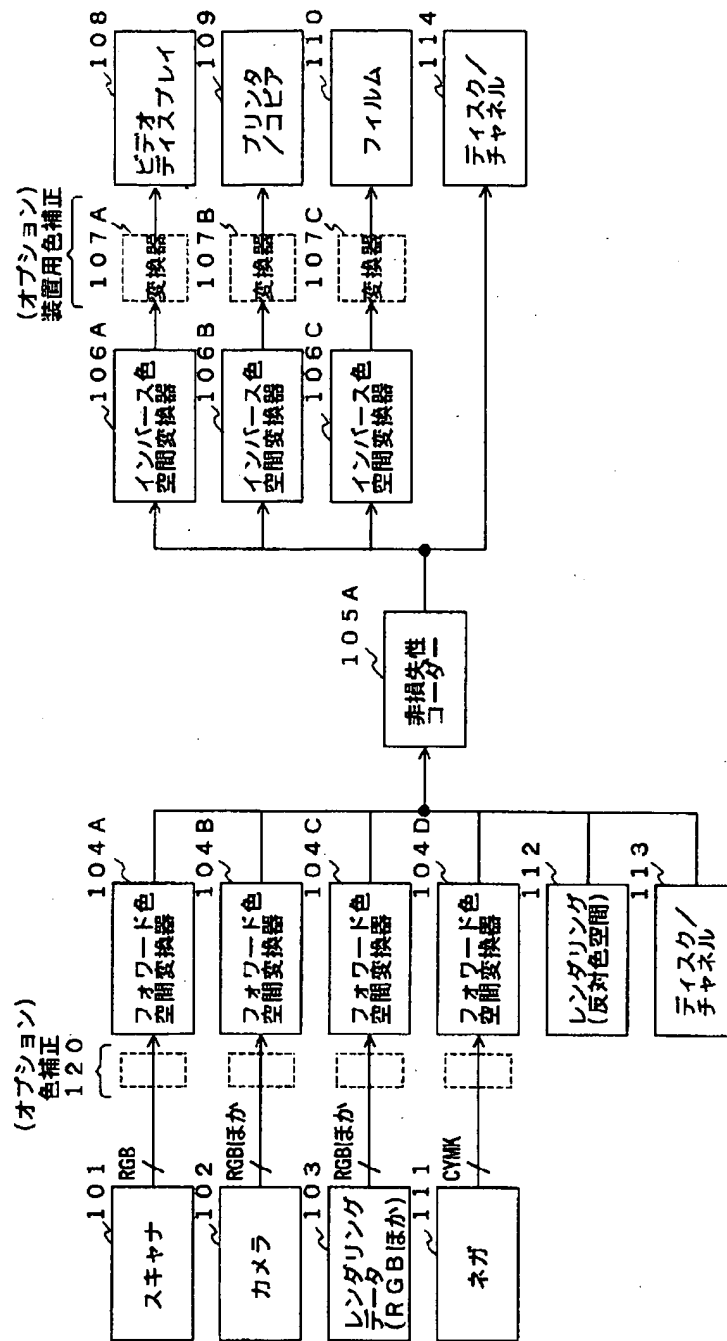 (オプション)
色補正
120
101
スキャナ
RGB
104A
フォワード色
空間変換器
102
カメラ
RGBほか
104B
フォワード色
空間変換器
103
レンダリング
データ
(RGBほか)
RGBほか
104C
フォワード色
空間変換器
111
ネガ
CYMK
104D
フォワード色
空間変換器
112
レンダリング
(反対色空間)
113
ディスク/
チャネル
105A
非損失性
コーダー
(オプション)
装置用色補正
106A
インバース色
空間変換器
107A
変換器
108
ビデオ
ディスプレイ
106B
インバース色
空間変換器
107B
変換器
109
プリンタ
/コピア
106C
インバース色
空間変換器
107C
変換器
110
フィルム
114
ディスク/
チャネル